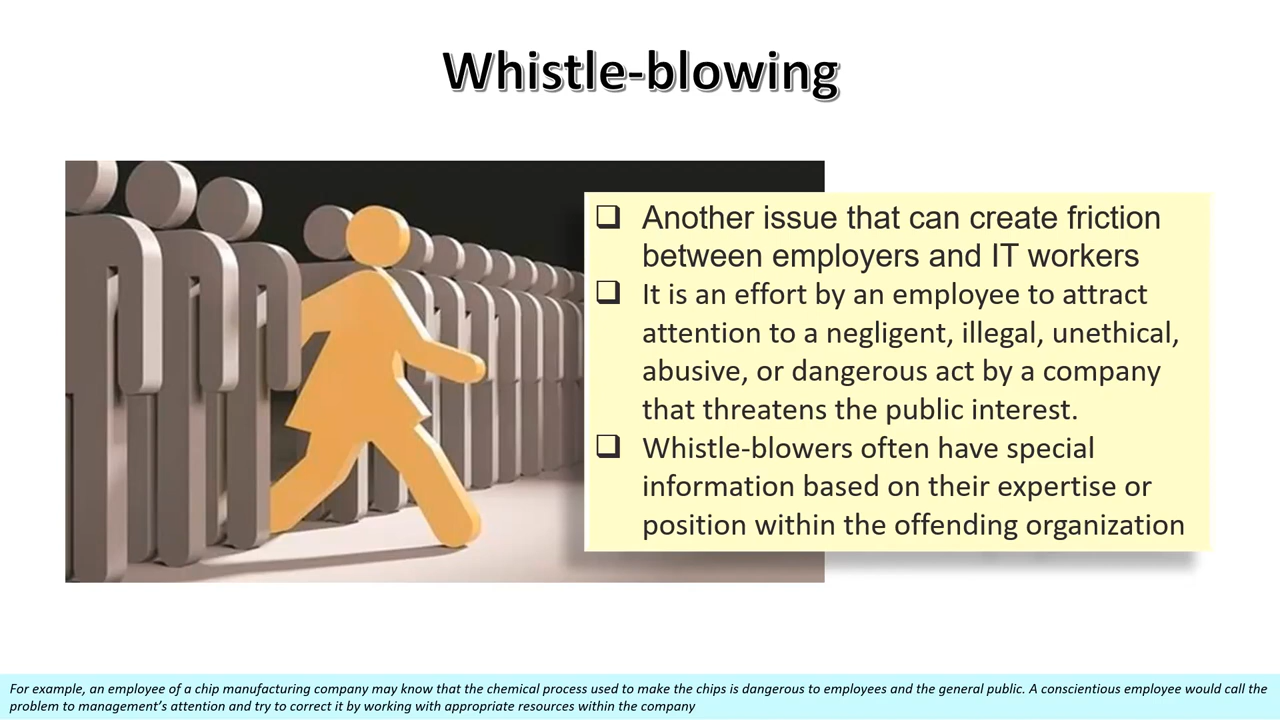 Whistle-blowing
❑ Another issue that can create friction
between employers and IT workers
❑ It is an effort by an employee to attract
attention to a negligent, illegal, unethical,
abusive, or dangerous act by a company
that threatens the public interest.
❑ Whistle-blowers often have special
information based on their expertise or
position within the offending organization
For example, an employee of a chip manufacturing company may know that the chemical process used to make the chips is dangerous to employees and the general public. A conscientious employee would call the
problem to management’s attention and try to correct it by working with appropriate resources within the company